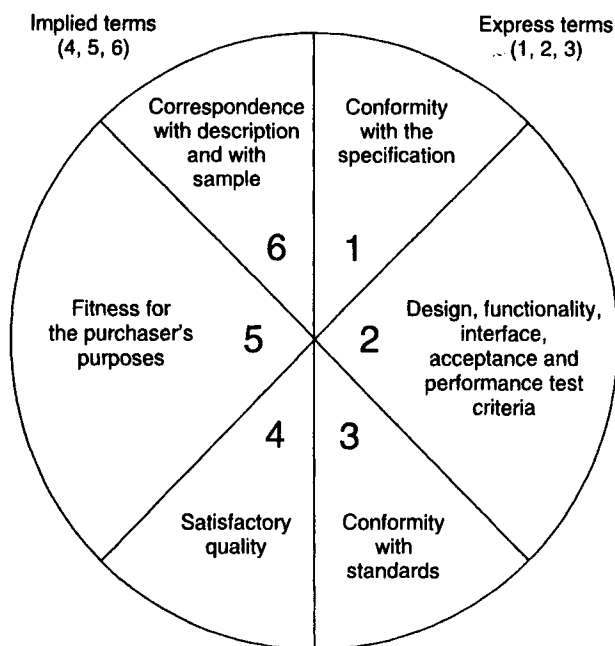 Implied terms
(4, 5, 6)
Express terms
(1, 2, 3)
Correspondence
with description
and with
sample
6
Conformity
with the
specification
1
Fitness for
the purchaser's
purposes
5
2
Design, functionality,
interface,
acceptance and
performance test
criteria
4
Satisfactory
quality
3
Conformity
with
standards